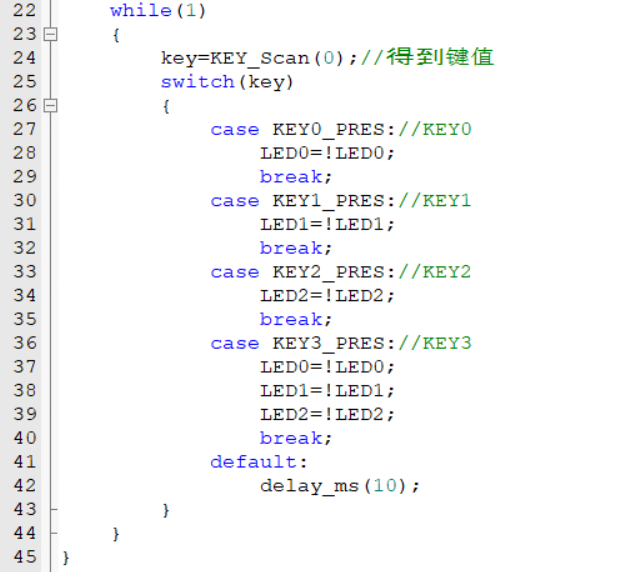 22 while(1)
23 {
24 key=KEY_Scan(0);//得到键值
25 switch(key)
26 {
27 case KEY0_PRES://KEY0
28 LED0=!LED0;
29 break;
30 case KEY1_PRES://KEY1
31 LED1=!LED1;
32 break;
33 case KEY2_PRES://KEY2
34 LED2=!LED2;
35 break;
36 case KEY3_PRES://KEY3
37 LED0=!LED0;
38 LED1=!LED1;
39 LED2=!LED2;
40 break;
41 default:
42 delay_ms(10);
43 }
44 }
45 }